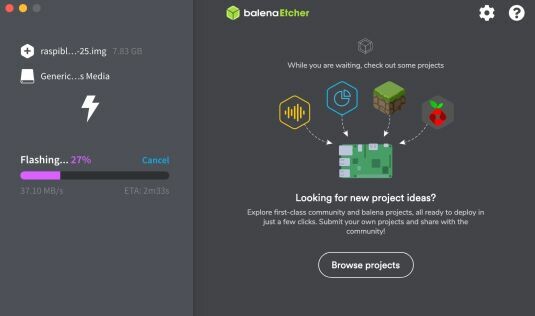 balenaEtcher
raspibl...-25.img 7.83 GB
Generic...s Media
Flashing... 27% Cancel
37.10 MB/s ETA: 2m33s
While you are waiting, check out some projects
Looking for new project ideas?
Explore first-class community and balena projects, all ready to deploy in
just a few clicks. Submit your own projects and share with the
community!
Browse projects